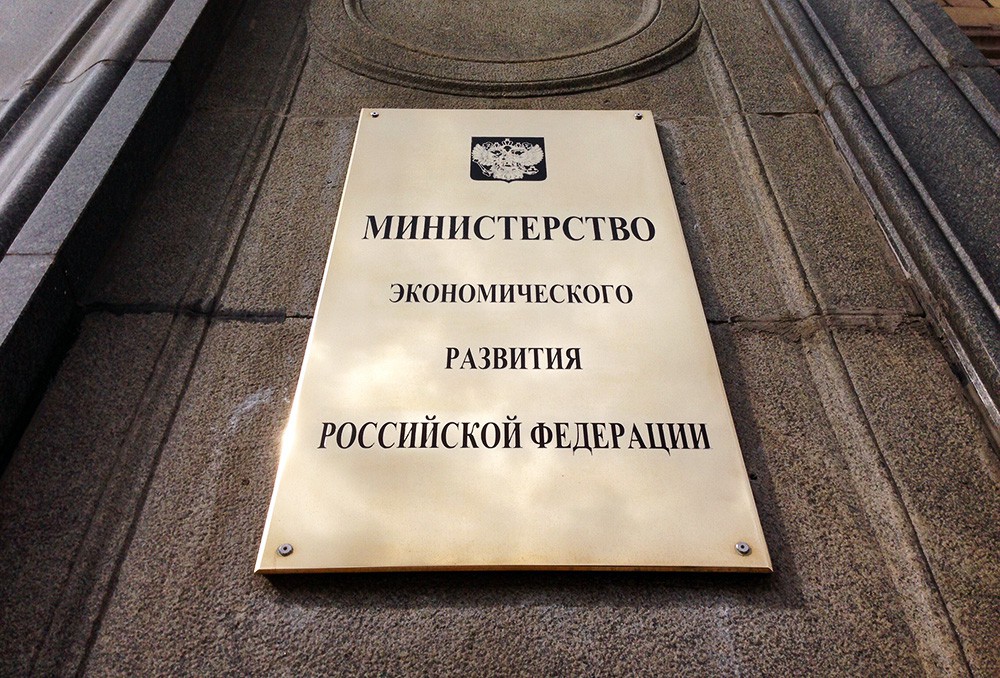 МИНИСТЕРСТВО
ЭКОНОМИЧЕСКОГО
РАЗВИТИЯ
РОССИЙСКОЙ ФЕДЕРАЦИИ